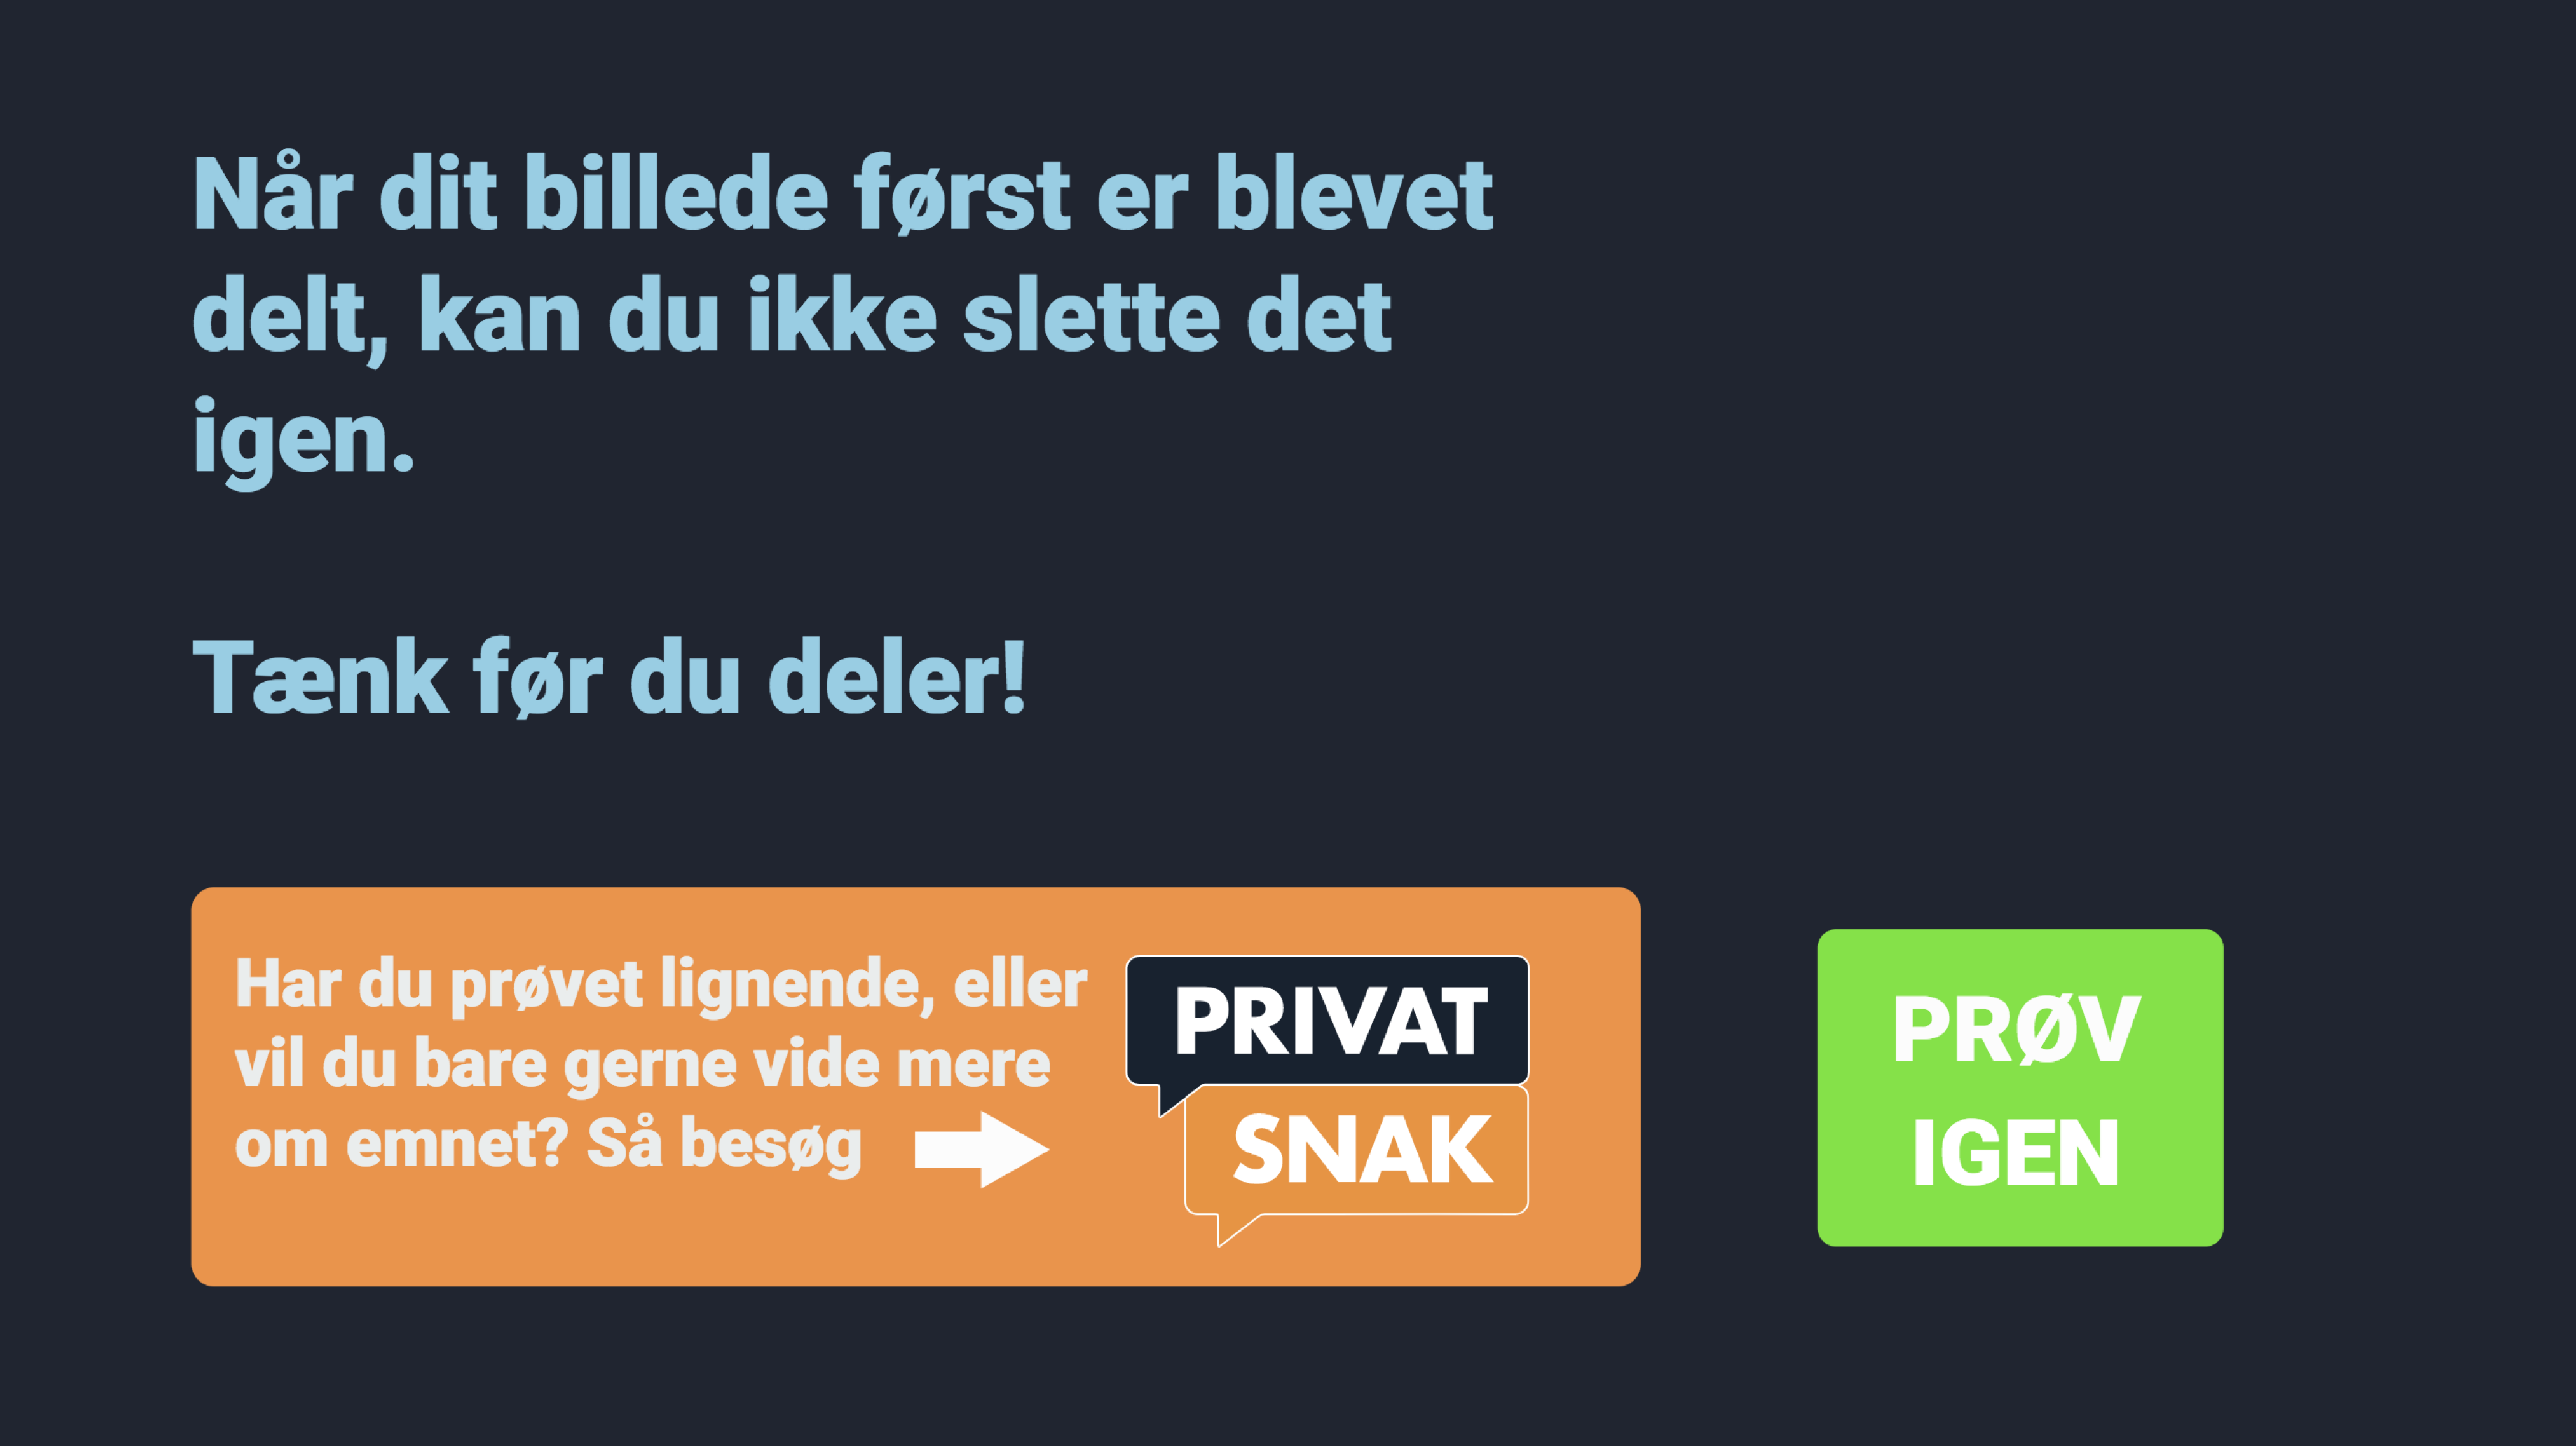 Når dit billede først er blevet
delt, kan du ikke slette det
igen.
Tænk før du deler!
Har du prøvet lignende, eller
vil du bare gerne vide mere
om emnet? Så besøg
PRIVAT
SNAK
PRØV
IGEN